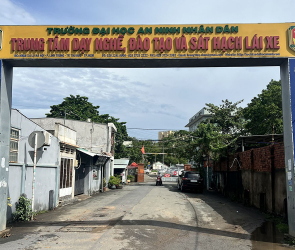 TRƯỜNG ĐẠI HỌC AN NINH NHÂN DÂN
TRUNG TÂM DẠY NGHỀ, ĐÀO TẠO VÀ SÁT HẠCH LÁI XE